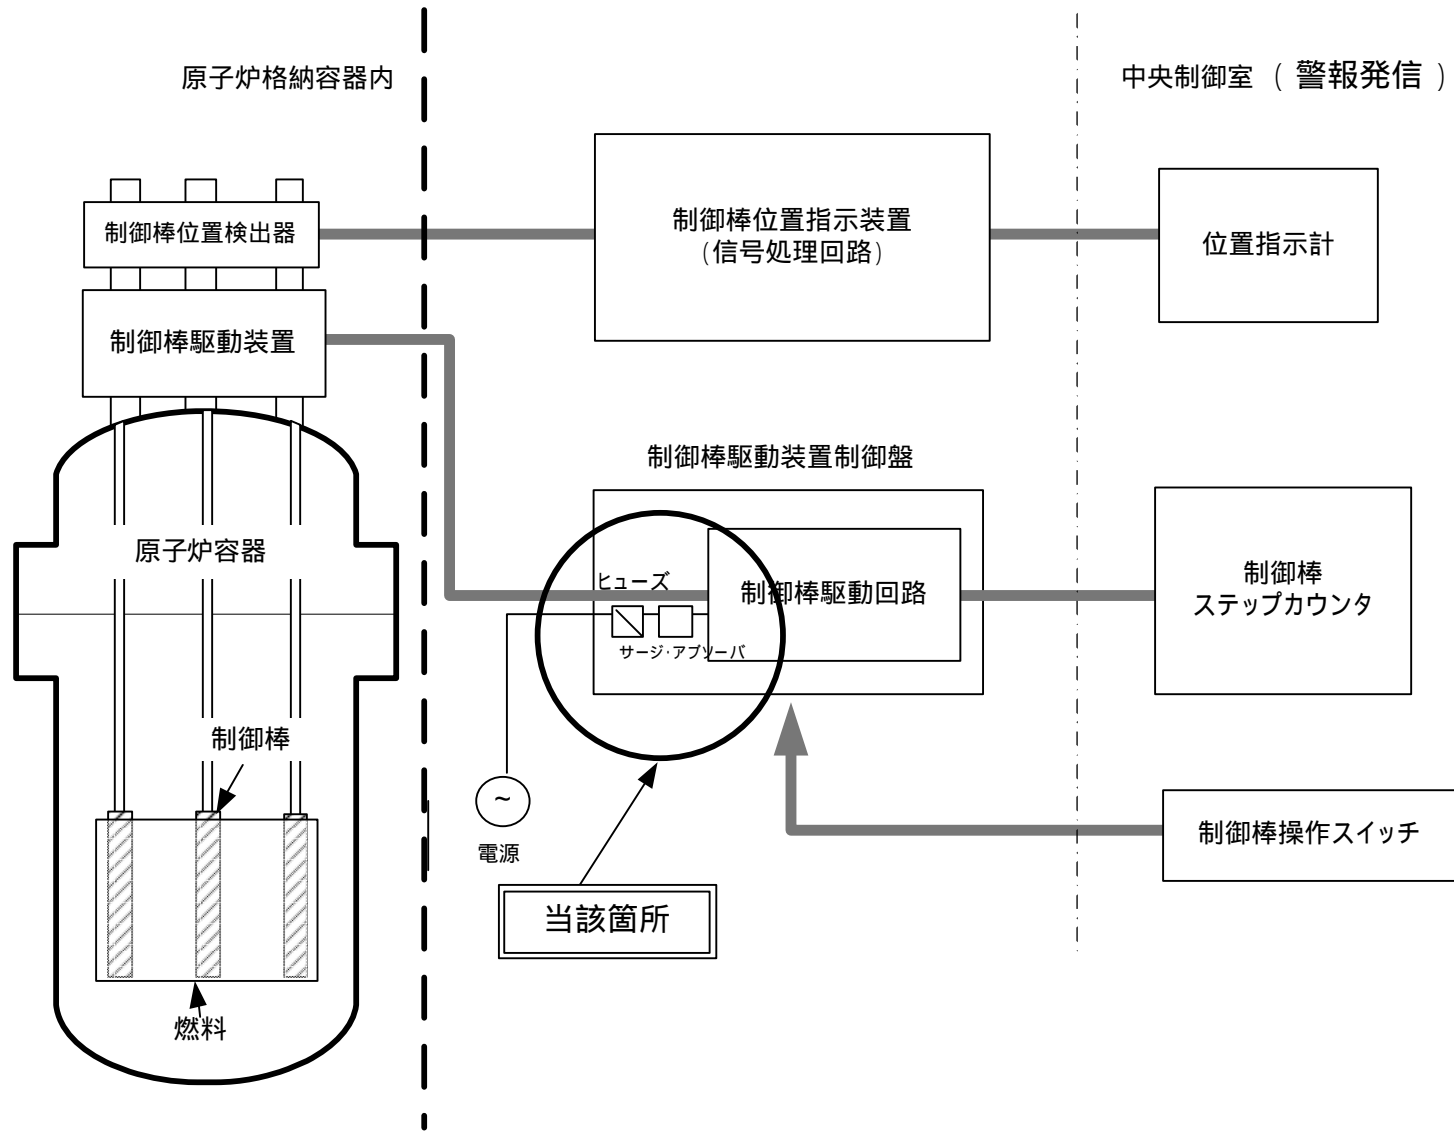 原子炉格納容器内
中央制御室 ( 警報発信 )
制御棒位置検出器
制御棒位置指示装置
(信号処理回路)
位置指示計
制御棒駆動装置
制御棒駆動装置制御盤
原子炉容器
ヒューズ
制御棒駆動回路
サージ・アブソーバ
制御棒
ステップカウンタ
制御棒
~
電源
制御棒操作スイッチ
当該箇所
燃料